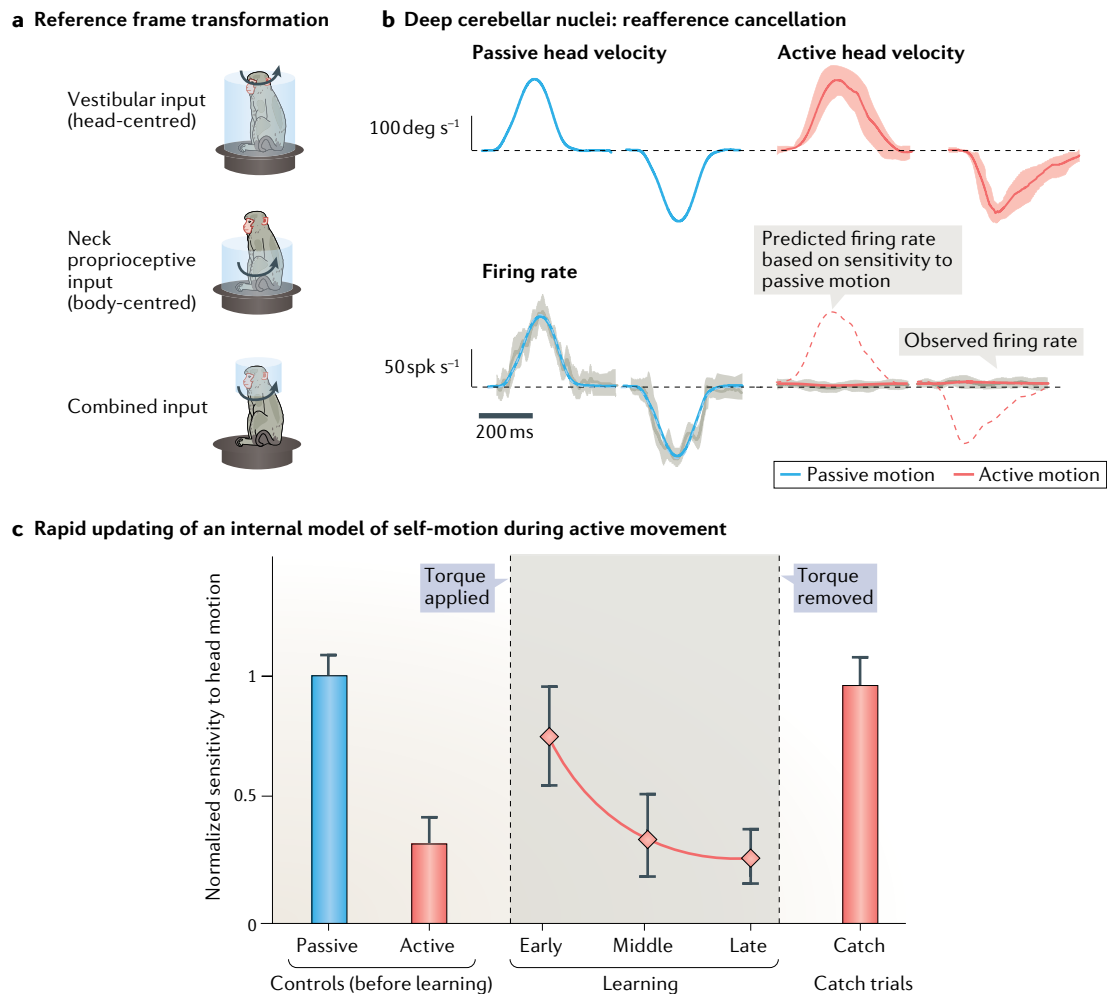 a Reference frame transformation
Vestibular input
(head-centred)
Neck
proprioceptive
input
(body-centred)
Combined input
b Deep cerebellar nuclei: reafference cancellation
Passive head velocity
Active head velocity
100 deg s–1
Firing rate
Predicted firing rate
based on sensitivity to
passive motion
Observed firing rate
50 spk s–1
200 ms
Passive motion
Active motion
c Rapid updating of an internal model of self-motion during active movement
Normalized sensitivity to head motion
1
0.5
0
Torque
applied
Torque
removed
Passive
Active
Early
Middle
Late
Catch
Controls (before learning)
Learning
Catch trials